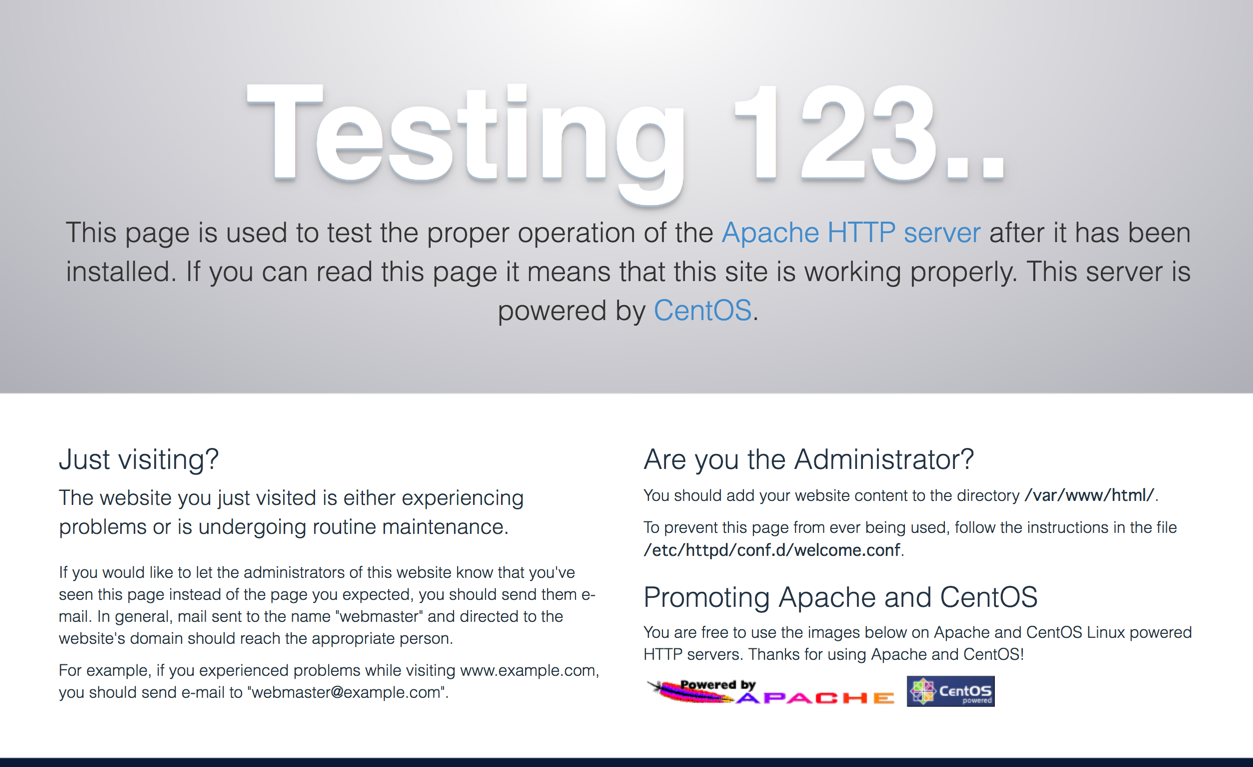 Testing 123..
This page is used to test the proper operation of the Apache HTTP server after it has been
installed. If you can read this page it means that this site is working properly. This server is
powered by CentOS.
Just visiting?
The website you just visited is either experiencing
problems or is undergoing routine maintenance.
If you would like to let the administrators of this website know that you've
seen this page instead of the page you expected, you should send them e-
mail. In general, mail sent to the name "webmaster" and directed to the
website's domain should reach the appropriate person.
For example, if you experienced problems while visiting www.example.com,
you should send e-mail to "webmaster@example.com".
Are you the Administrator?
You should add your website content to the directory /var/www/html/.
To prevent this page from ever being used, follow the instructions in the file
/etc/httpd/conf.d/welcome.conf.
Promoting Apache and CentOS
You are free to use the images below on Apache and CentOS Linux powered
HTTP servers. Thanks for using Apache and CentOS!
Powered by
APACHE
CentOS
powered